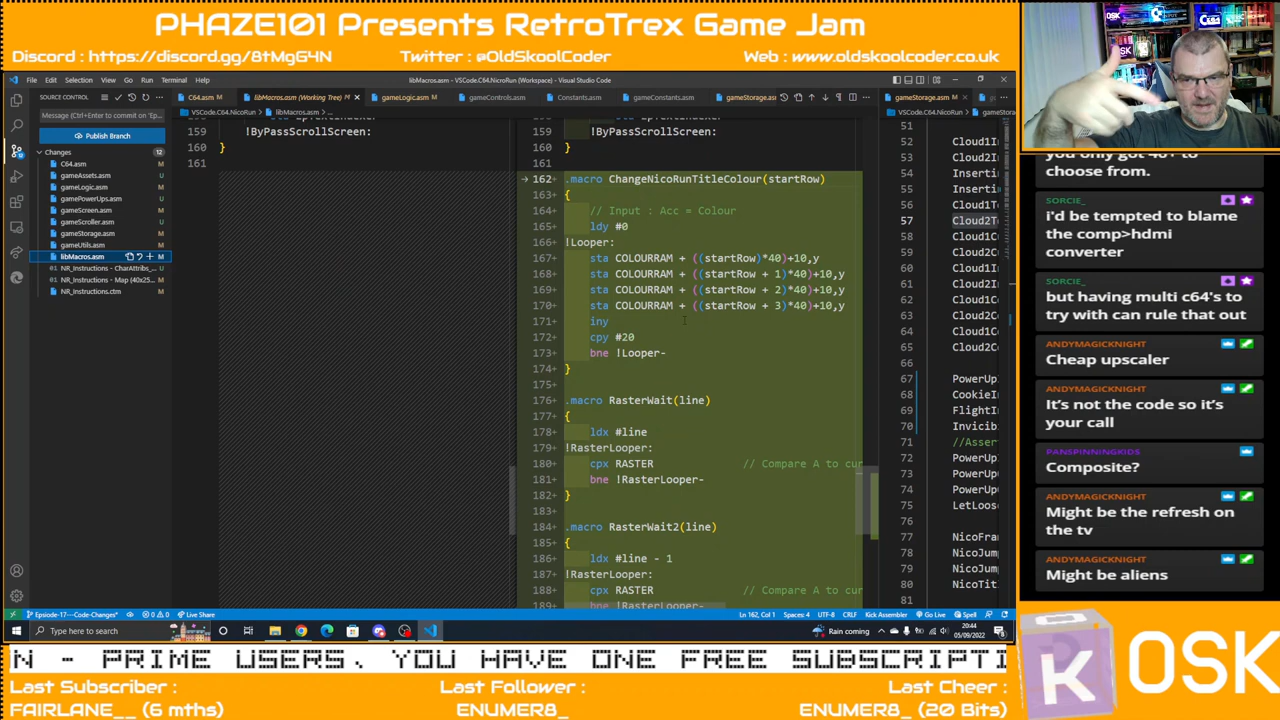 PHAZE101 Presents RetroTrex Game Jam
Discord : https://discord.gg/8tMgG4N
Twitter : @OldSkoolCoder
Web : www.oldskoolcoder.co.uk
File Edit Selection View Go Run Terminal Help
libMacros.asm - VSCode.C64.NicoRun (Workspace) - Visual Studio Code
SOURCE CONTROL
C64.asm M
libMacros.asm (Working Tree) M
gameLogic.asm M
gameControls.asm
Constants.asm
gameConstants.asm
gameStorage.asm
gameStorage.asm M
Message (Ctrl+Enter to commit on 'Epi...
Publish Branch
Changes 12
C64.asm M
gameAssets.asm U
gameLogic.asm M
gamePowerUps.asm U
gameScreen.asm M
gameScroller.asm U
gameStorage.asm M
gameUtils.asm U
libMacros.asm M
NR_Instructions - CharAttribs_... U
NR_Instructions - Map (40x25... M
NR_Instructions.ctm M
VSCode.C64.NicoRun > libMacros.asm > ...
159 !ByPassScrollScreen:
160 }
161
159 !ByPassScrollScreen:
160 }
161
162+ .macro ChangeNicoRunTitleColour(startRow)
163+ {
164+ // Input : Acc = Colour
165+ ldy #0
166+ !Looper:
167+ sta COLOURRAM + ((startRow)*40)+10,y
168+ sta COLOURRAM + ((startRow + 1)*40)+10,y
169+ sta COLOURRAM + ((startRow + 2)*40)+10,y
170+ sta COLOURRAM + ((startRow + 3)*40)+10,y
171+ iny
172+ cpy #20
173+ bne !Looper-
174+ }
175+
176+ .macro RasterWait(line)
177+ {
178+ ldx #line
179+ !RasterLooper:
180+ cpx RASTER // Compare A to cur
181+ bne !RasterLooper-
182+ }
183+
184+ .macro RasterWait2(line)
185+ {
186+ ldx #line - 1
187+ !RasterLooper:
188+ cpx RASTER // Compare A to cur
189+ bne !RasterLooper-
VSCode.C64.NicoRun > gameStor
51
52 Cloud1I
53 Cloud2I
54 Inserti
55 Inserti
56 Cloud1T
57 Cloud2T
58 Cloud1C
59 Cloud2C
60 Cloud1I
61 Cloud2I
62 Cloud1C
63 Cloud2C
64 Cloud1C
65 Cloud2C
66
67 PowerUp
68 CookieI
69 FlightI
70 Invicib
71 //Asser
72 PowerUp
73 PowerUp
74 PowerUp
75 LetLoos
76
77 NicoFra
78 NicoJum
79 NicoJum
80 NicoTit
81
Epsiode-17---Code-Changes* 0 0 Live Share
Ln 162, Col 1 Spaces: 4 UTF-8 CRLF Kick Assembler Go Live Spell
Type here to search
Rain coming
20:44
05/09/2022
you only got 40+ to
choose from.
SORCIE_
i'd be tempted to blame
the comp>hdmi
converter
SORCIE_
but having multi c64's to
try with can rule that out
ANDYMAGICKNIGHT
Cheap upscaler
ANDYMAGICKNIGHT
It's not the code so it's
your call
PANSPINNINGKIDS
Composite?
ANDYMAGICKNIGHT
Might be the refresh on
the tv
ANDYMAGICKNIGHT
Might be aliens
N - PRIME USERS, YOU HAVE ONE FREE SUBSCRIPTI
Last Subscriber :
FAIRLANE__ (6 mths)
Last Follower :
ENUMER8_
Last Cheer :
ENUMER8_ (20 Bits)
K
OSK